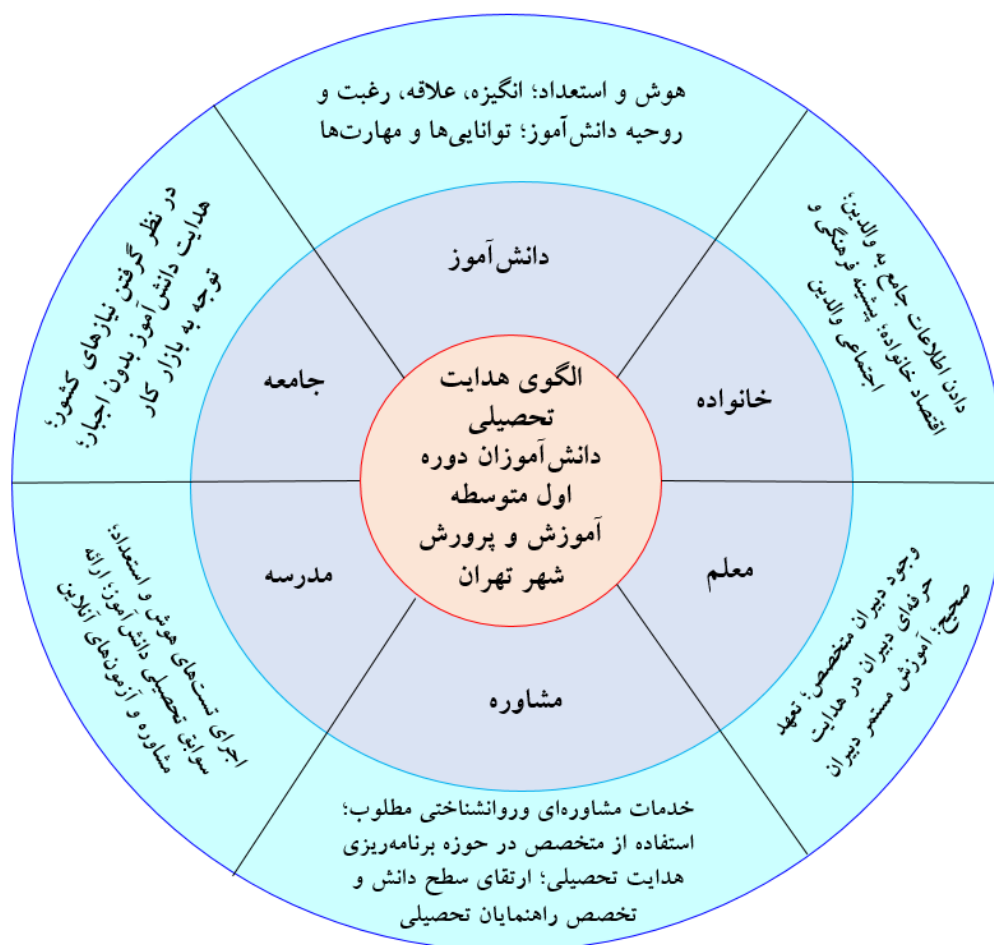 هوش و استعداد؛ انگیزه، علاقه، رغبت و
روحیه دانش‌آموز؛ توانایی‌ها و مهارت‌ها
دانش‌آموز
دادن اطلاعات جامع به والدین؛
اقتصاد خانواده؛ پیشینه فرهنگی و
اجتماعی والدین
خانواده
وجود دبیران متخصص؛ تعهد
حرفه‌ای دبیران در هدایت
صحیح؛ آموزش مستمر دبیران
معلم
خدمات مشاوره‌ای وروانشناختی مطلوب؛
استفاده از متخصص در حوزه برنامه‌ریزی
هدایت تحصیلی؛ ارتقای سطح دانش و
تخصص راهنمایان تحصیلی
مشاوره
اجرای تست‌های هوش و استعداد؛
سوابق تحصیلی دانش‌آموز؛ ارائه
مشاوره و آزمون‌های آنلاین
مدرسه
در نظر گرفتن نیازهای کشور؛
هدایت دانش‌آموز بدون اجبار؛
توجه به بازار کار
جامعه
الگوی هدایت
تحصیلی
دانش‌آموزان دوره
اول متوسطه
آموزش و پرورش
شهر تهران